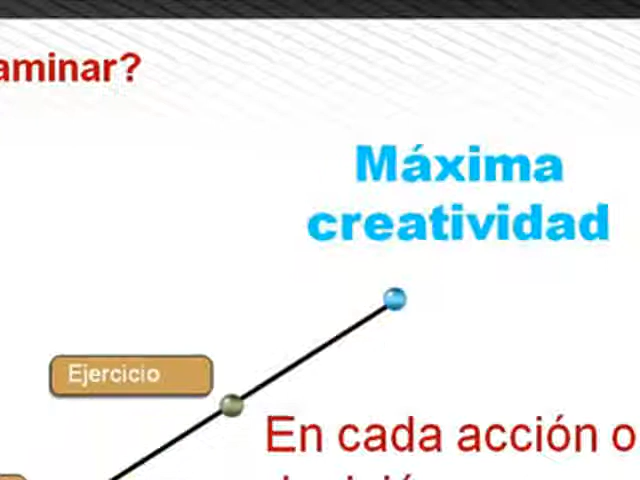 aminar?
Máxima
creatividad
Ejercicio
En cada acción o